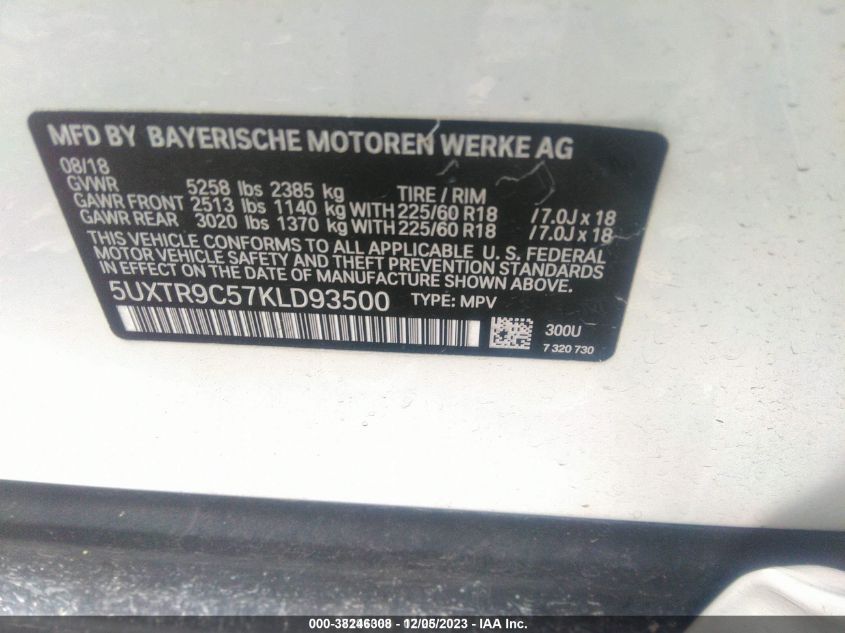 MFD BY BAYERISCHE MOTOREN WERKE AG
08/18
GVWR 5258 lbs 2385 kg TIRE / RIM
GAWR FRONT 2513 lbs 1140 kg WITH 225/60 R18 / 7.0J x 18
GAWR REAR 3020 lbs 1370 kg WITH 225/60 R18 / 7.0J x 18
THIS VEHICLE CONFORMS TO ALL APPLICABLE U. S. FEDERAL
MOTOR VEHICLE SAFETY AND THEFT PREVENTION STANDARDS
IN EFFECT ON THE DATE OF MANUFACTURE SHOWN ABOVE.
5UXTR9C57KLD93500 TYPE: MPV
300U
7 320 730
000-38246308 - 12/05/2023 - IAA Inc.